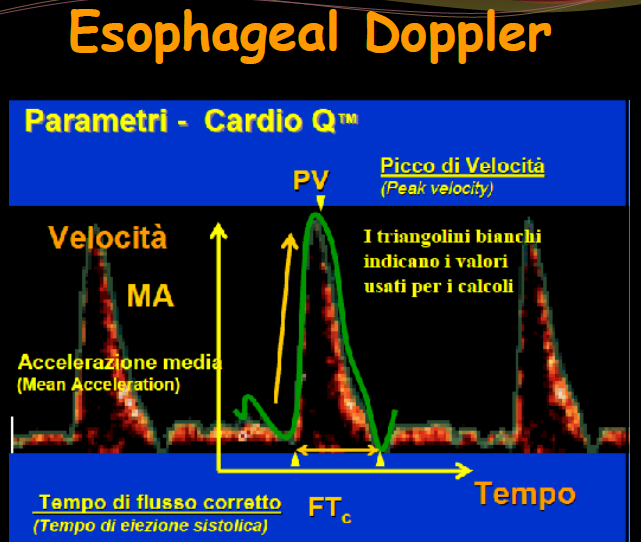 Esophageal Doppler
Parametri - Cardio Q™
Picco di Velocità
(Peak velocity)
PV
Velocità
I triangolini bianchi
indicano i valori
usati per i calcoli
MA
Accelerazione media
(Mean Acceleration)
Tempo di flusso corretto
(Tempo di eiezione sistolica)
FTc
Tempo